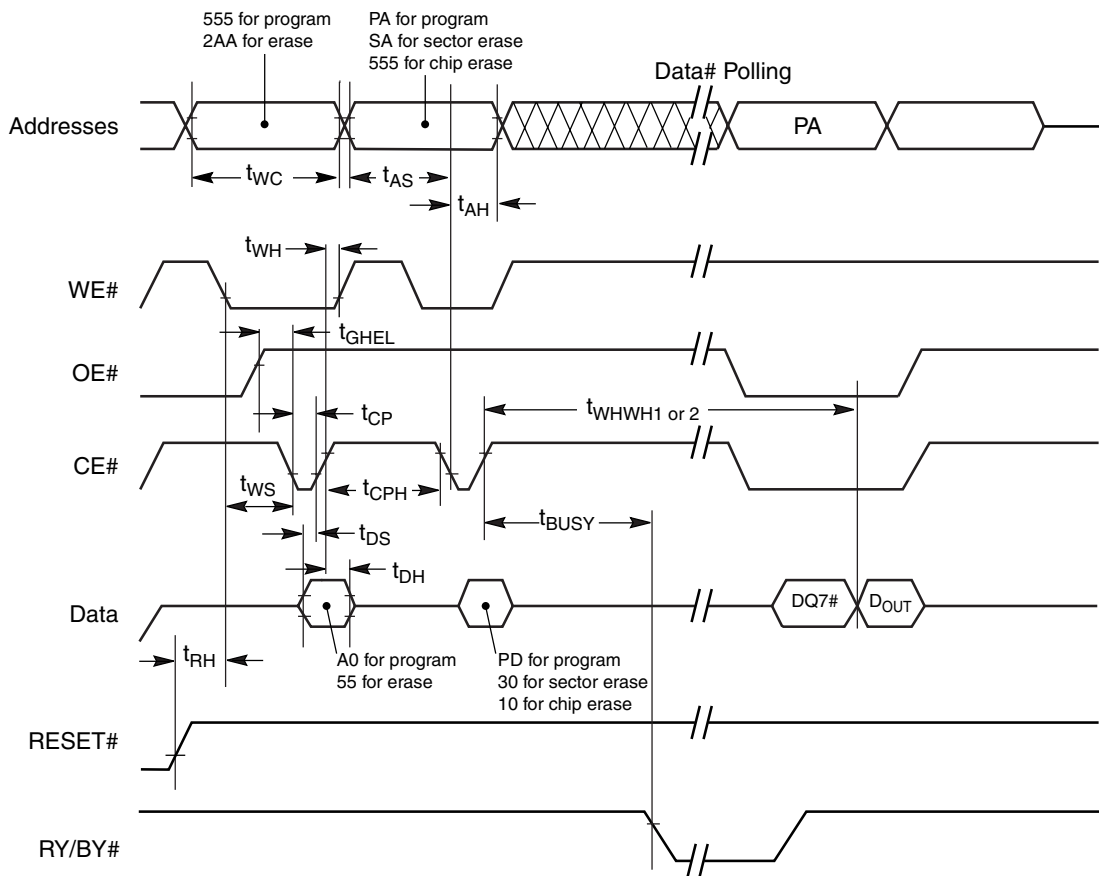 555 for program
2AA for erase
PA for program
SA for sector erase
555 for chip erase
Data# Polling
Addresses
PA
tWC
tAS
tAH
tWH
WE#
tGHEL
OE#
tWHWH1 or 2
tCP
CE#
tWS
tCPH
tBUSY
tDS
tDH
Data
DQ7#
DOUT
tRH
A0 for program
55 for erase
PD for program
30 for sector erase
10 for chip erase
RESET#
RY/BY#